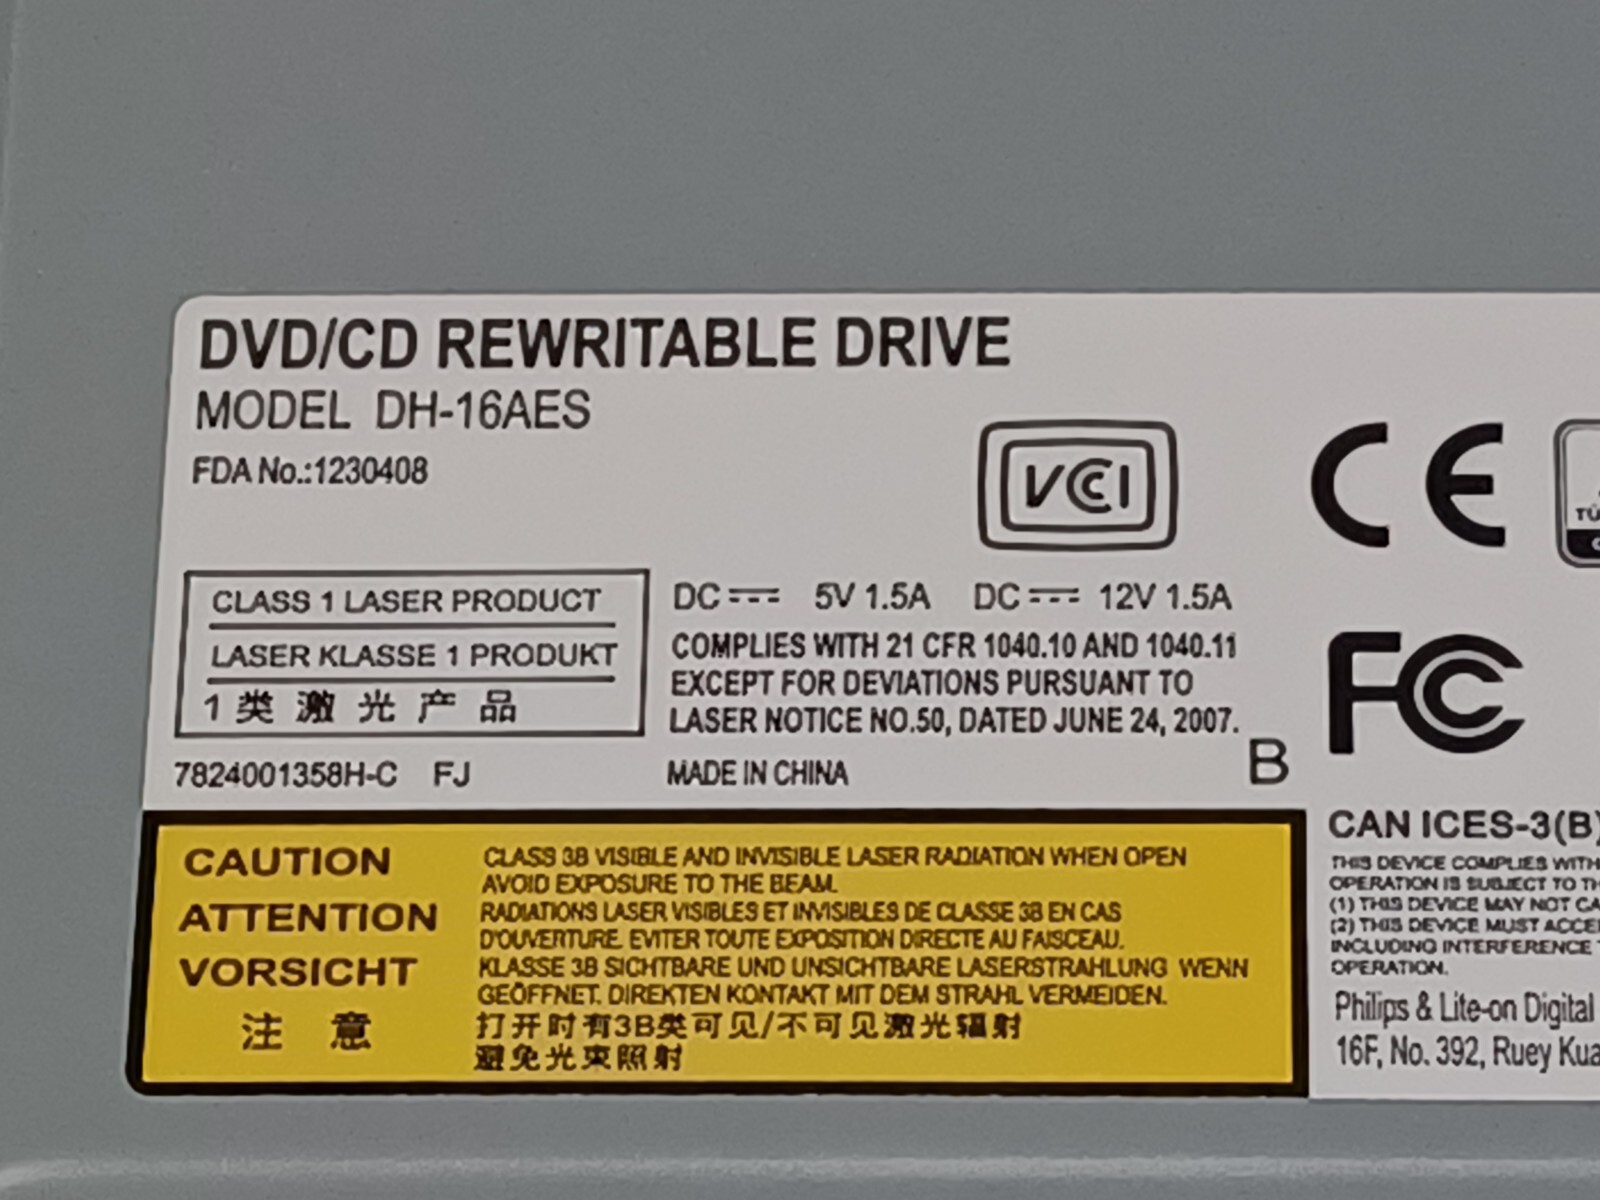 DVD/CD REWRITABLE DRIVE
MODEL DH-16AES
FDA No.:1230408
VCCI
CE
TÜ
CLASS 1 LASER PRODUCT
LASER KLASSE 1 PRODUKT
1 类 激 光 产 品
DC 5V 1.5A DC 12V 1.5A
COMPLIES WITH 21 CFR 1040.10 AND 1040.11
EXCEPT FOR DEVIATIONS PURSUANT TO
LASER NOTICE NO.50, DATED JUNE 24, 2007.
FC
7824001358H-C FJ
MADE IN CHINA
B
CAUTION
ATTENTION
VORSICHT
注 意
CLASS 3B VISIBLE AND INVISIBLE LASER RADIATION WHEN OPEN
AVOID EXPOSURE TO THE BEAM.
RADIATIONS LASER VISIBLES ET INVISIBLES DE CLASSE 3B EN CAS
D'OUVERTURE. EVITER TOUTE EXPOSITION DIRECTE AU FAISCEAU.
KLASSE 3B SICHTBARE UND UNSICHTBARE LASERSTRAHLUNG WENN
GEÖFFNET. DIREKTEN KONTAKT MIT DEM STRAHL VERMEIDEN.
打开时有3B类可见/不可见激光辐射
避免光束照射
CAN ICES-3(B)
THIS DEVICE COMPLIES WITH
OPERATION IS SUBJECT TO TH
(1) THIS DEVICE MAY NOT CA
(2) THIS DEVICE MUST ACCE
INCLUDING INTERFERENCE
OPERATION.
Philips & Lite-on Digital
16F, No. 392, Ruey Kua